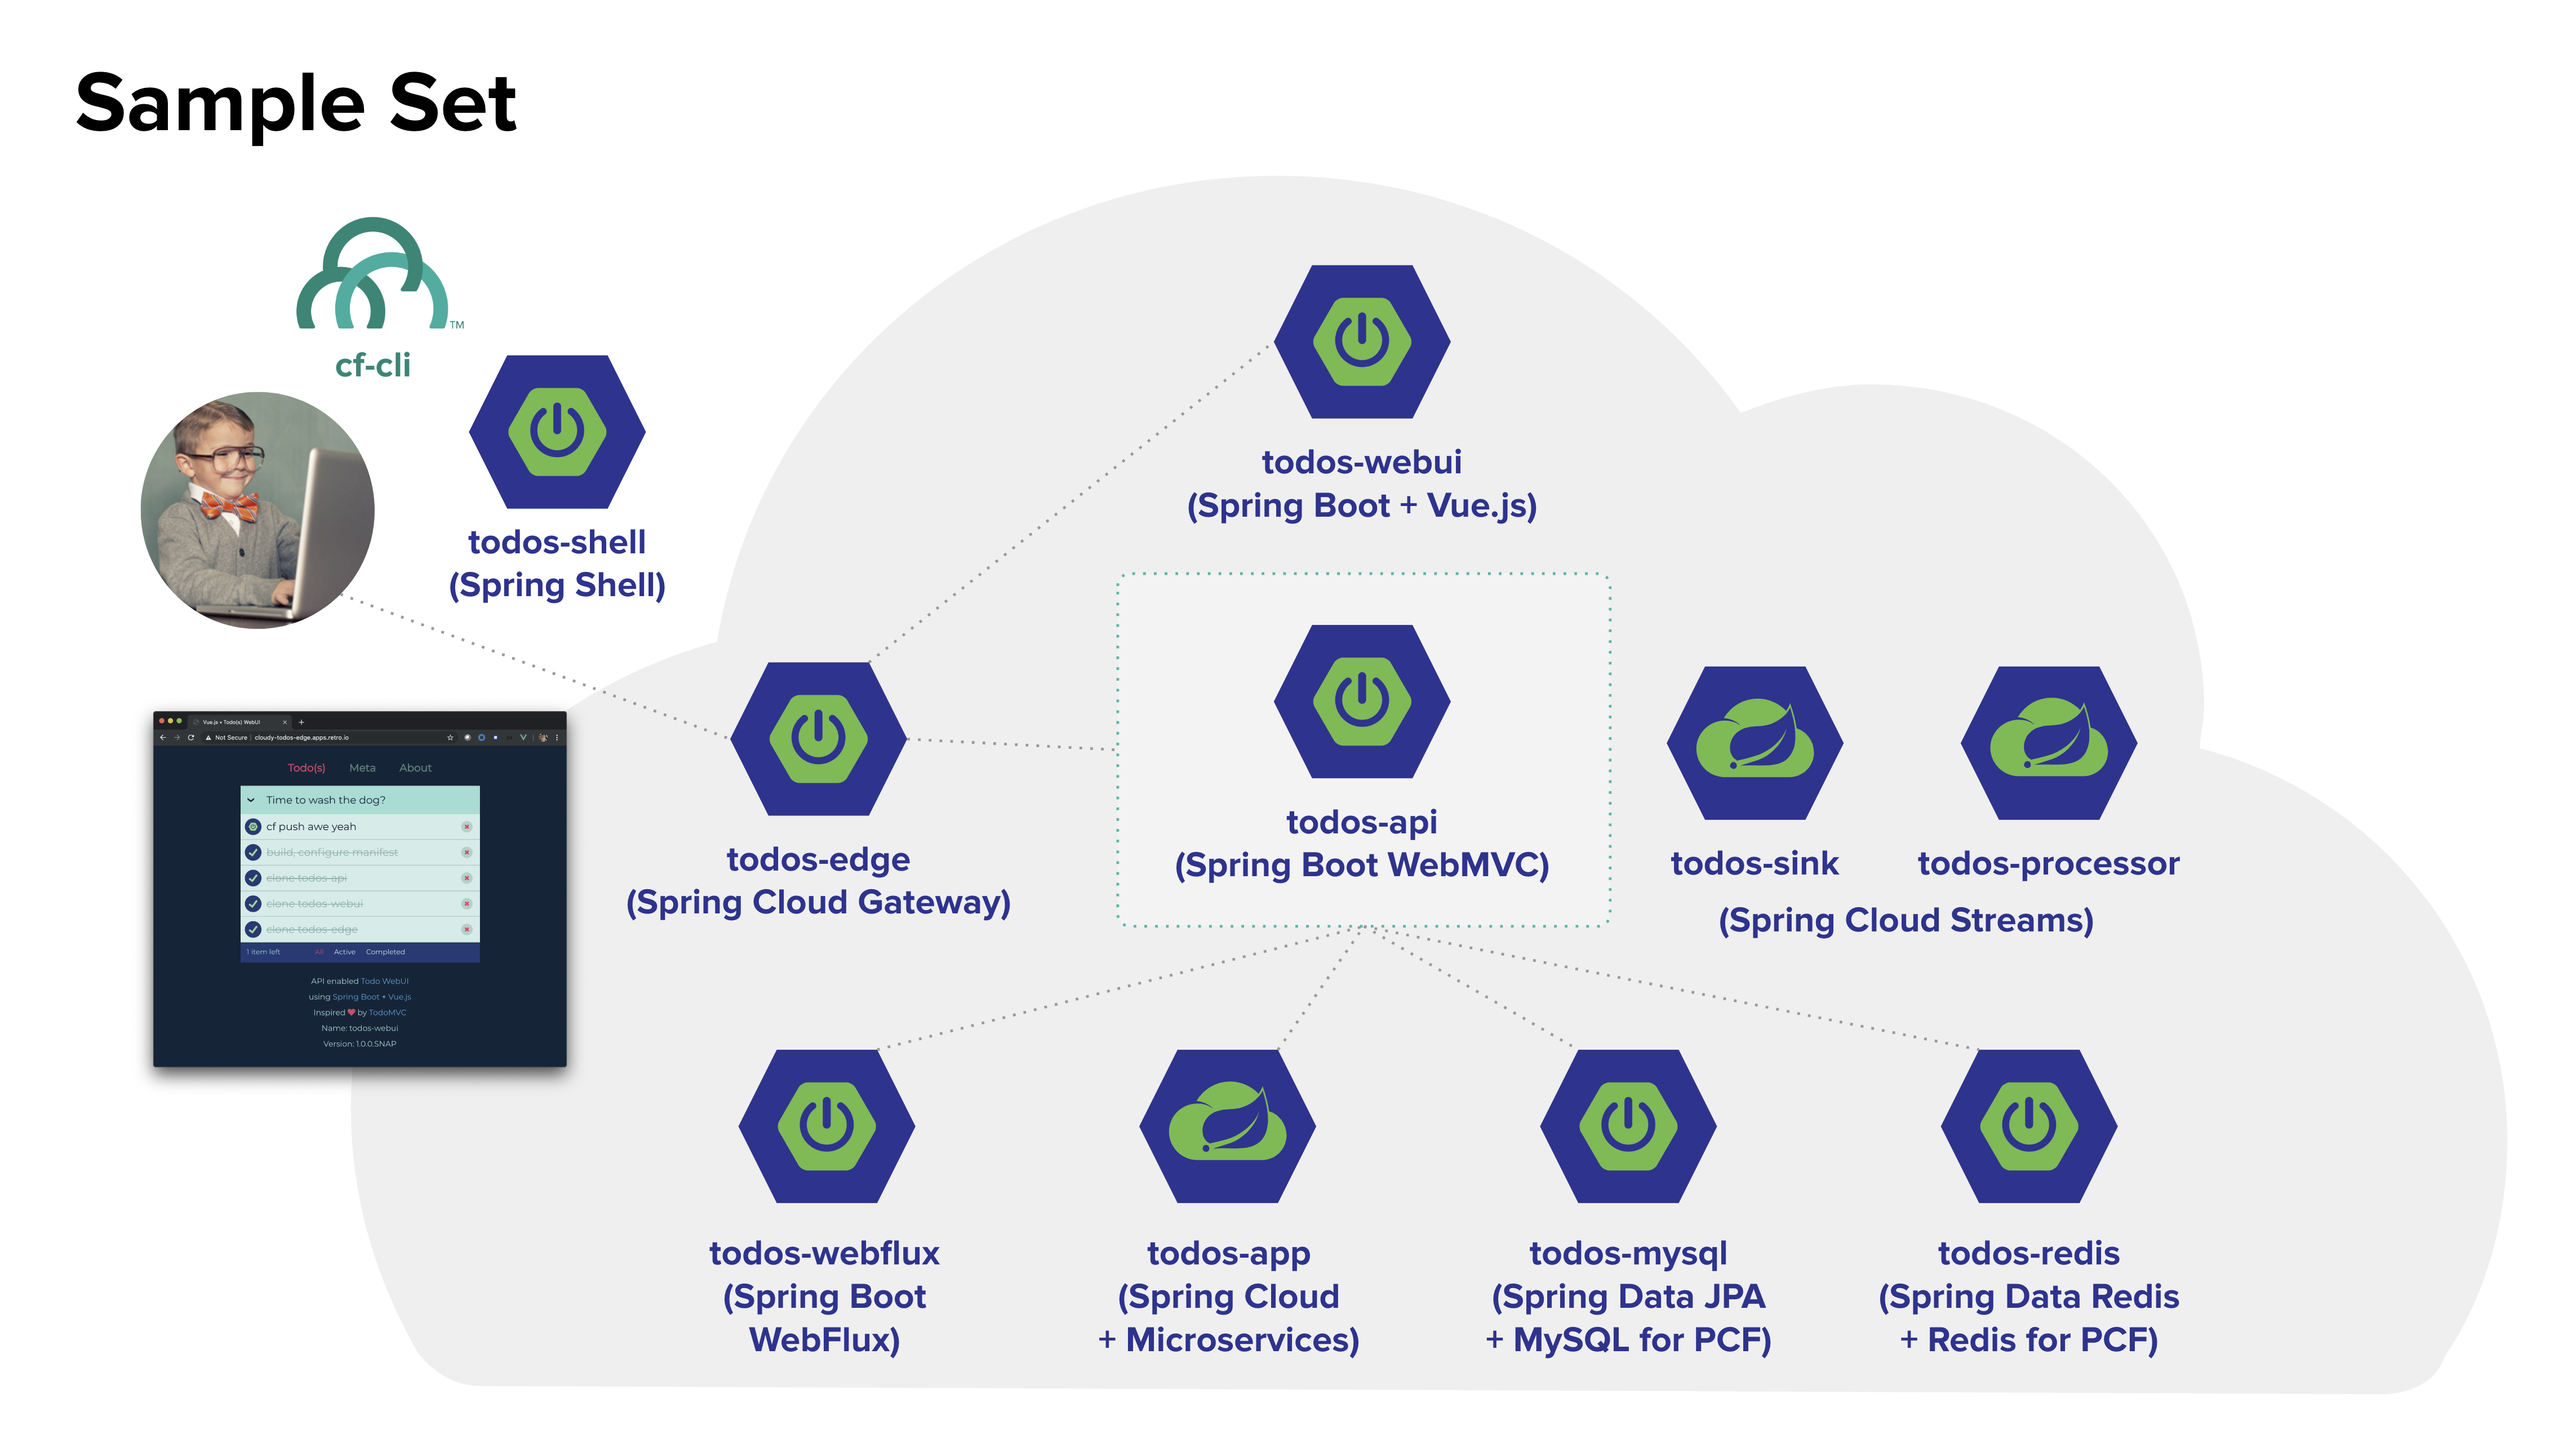 Sample Set
TM
cf-cli
todos-shell
(Spring Shell)
todos-webui
(Spring Boot + Vue.js)
todos-edge
(Spring Cloud Gateway)
todos-api
(Spring Boot WebMVC)
todos-sink
todos-processor
(Spring Cloud Streams)
Vue.js + Todo(s) WebUI
Not Secure | cloudy-todos-edge.apps.retro.io
Todo(s) Meta About
Time to wash the dog?
cf push awe yeah
build, configure manifest
clone todos-api
clone todos-webui
clone todos-edge
1 item left All Active Completed
API enabled Todo WebUI
using Spring Boot + Vue.js
Inspired ❤ by TodoMVC
Name: todos-webui
Version: 1.0.0.SNAP
todos-webflux
(Spring Boot
WebFlux)
todos-app
(Spring Cloud
+ Microservices)
todos-mysql
(Spring Data JPA
+ MySQL for PCF)
todos-redis
(Spring Data Redis
+ Redis for PCF)